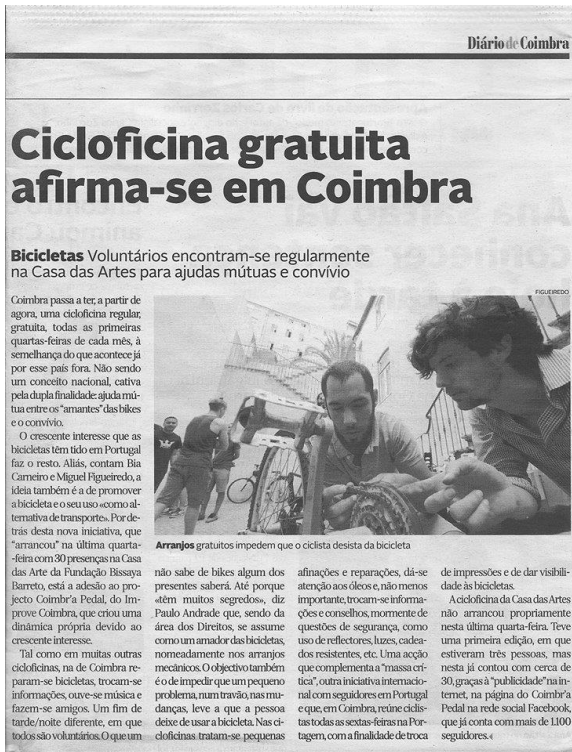 Diário de Coimbra
Cicloficina gratuita
afirma-se em Coimbra
Bicicletas Voluntários encontram-se regularmente
na Casa das Artes para ajudas mútuas e convívio
FIGUEIREDO
Coimbra passa a ter, a partir de
agora, uma cicloficina regular,
gratuita, todas as primeiras
quartas-feiras de cada mês, à
semelhança do que acontece já
por esse país fora. Não sendo
um conceito nacional, cativa
pela dupla finalidade: ajuda mú-
tua entre os “amantes” das bikes
e o convívio.
O crescente interesse que as
bicicletas têm tido em Portugal
faz o resto. Aliás, contam Bia
Carneiro e Miguel Figueiredo, a
ideia também é a de promover
a bicicleta e o seu uso «como al-
ternativa de transporte». Por de-
trás desta nova iniciativa, que
“arrancou” na última quarta-
-feira com 30 presenças na Casa
das Arte da Fundação Bissaya
Barreto, está a adesão ao pro-
jecto Coimbr’a Pedal, do Im-
prove Coimbra, que criou uma
dinâmica própria devido ao
crescente interesse.
Tal como em muitas outras
cicloficinas, na de Coimbra re-
param-se bicicletas, trocam-se
informações, ouve-se música e
fazem-se amigos. Um fim de
tarde/noite diferente, em que
todos são voluntários. O que um
Arranjos gratuitos impedem que o ciclista desista da bicicleta
não sabe de bikes algum dos
presentes saberá. Até porque
«têm muitos segredos», diz
Paulo Andrade que, sendo da
área dos Direitos, se assume
como um amador das bicicletas,
nomeadamente nos arranjos
mecânicos. O objectivo também
é o de impedir que um pequeno
problema, num travão, nas mu-
danças, leve a que a pessoa
deixe de usar a bicicleta. Nas ci-
cloficinas tratam-se pequenas
afinações e reparações, dá-se
atenção aos óleos e, não menos
importante, trocam-se informa-
ções e conselhos, mormente de
questões de segurança, como
uso de reflectores, luzes, cadea-
dos resistentes, etc. Uma acção
que complementa a “massa crí-
tica”, outra iniciativa internacio-
nal com seguidores em Portugal
e que, em Coimbra, reúne ciclis-
tas todas as sextas-feiras na Por-
tagem, com a finalidade de troca
de impressões e de dar visibili-
dade às bicicletas.
A cicloficina da Casa das Artes
não arrancou propriamente
nesta última quarta-feira. Teve
uma primeira edição, em que
estiveram três pessoas, mas
nesta já contou com cerca de
30, graças à “publicidade” na in-
ternet, na página do Coimbr’a
Pedal na rede social Facebook,
que já conta com mais de 1.100
seguidores.